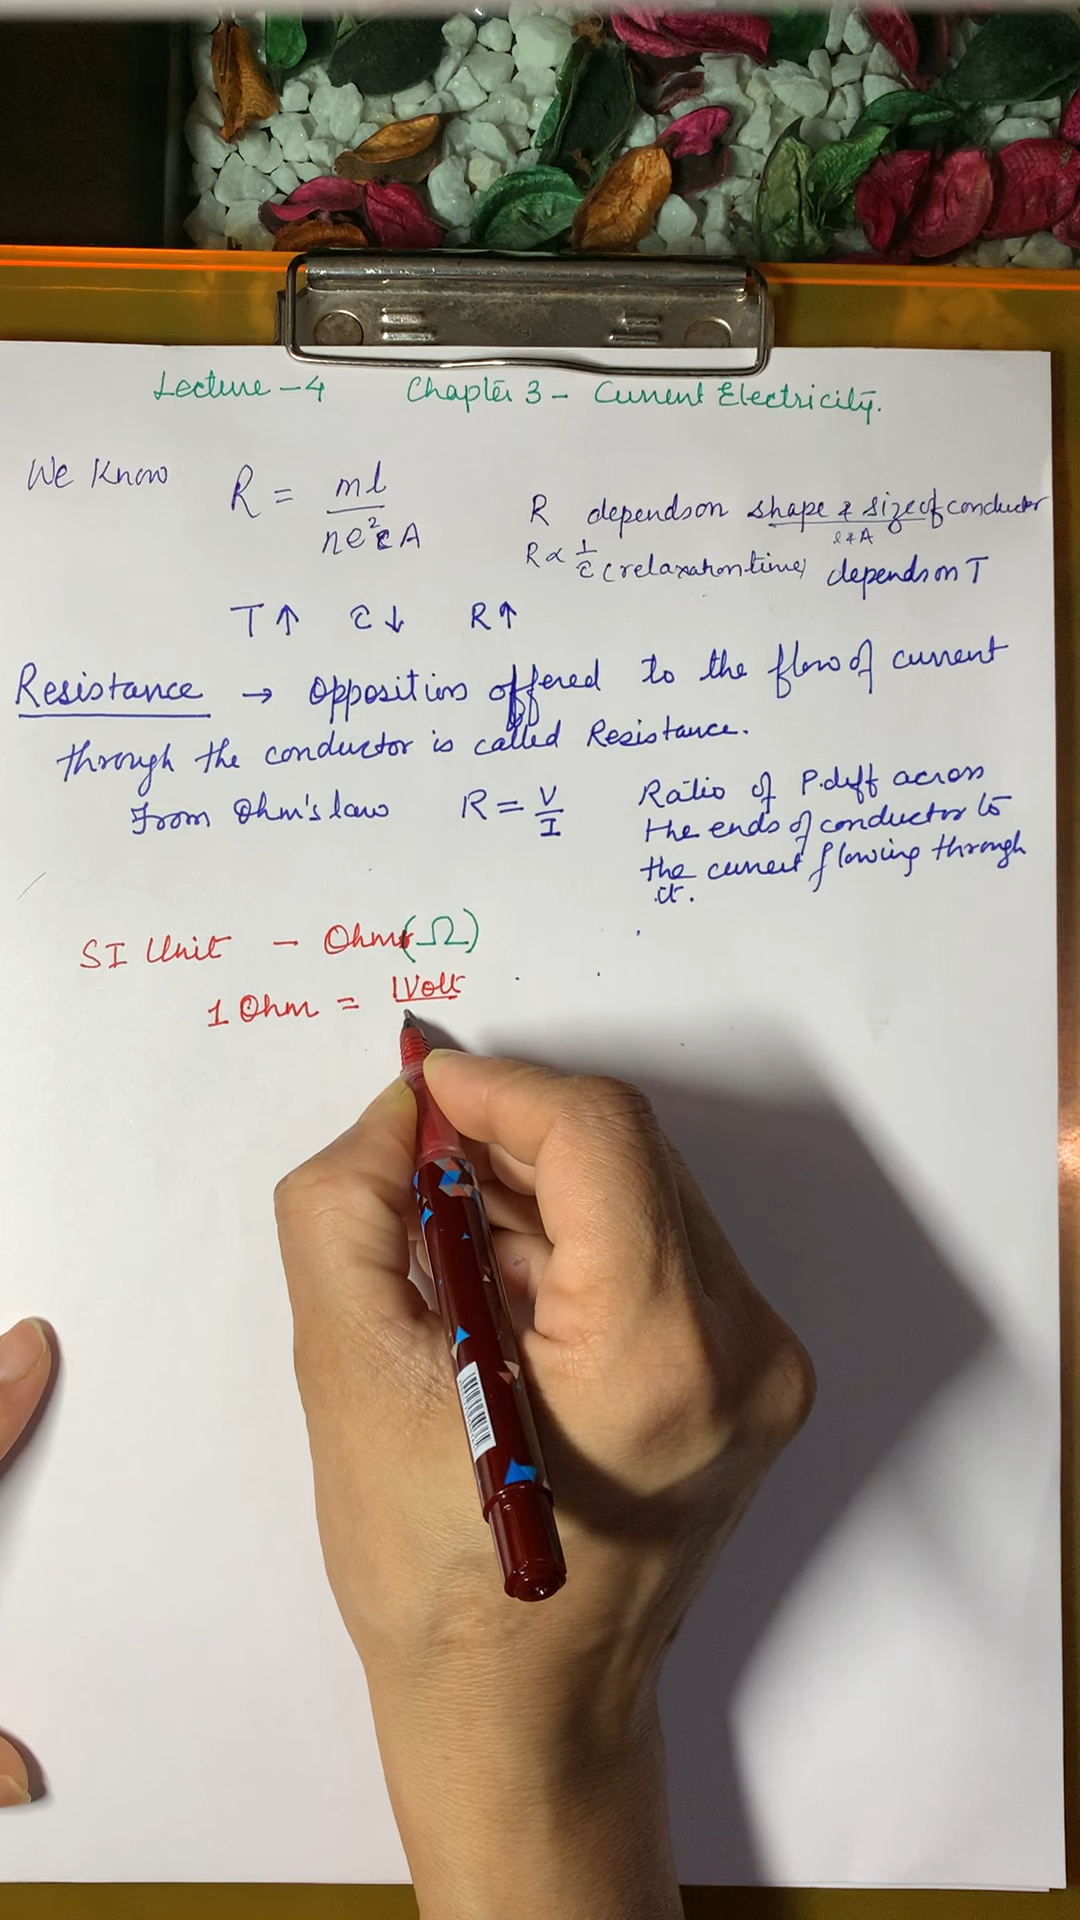 Lecture - 4 Chapter 3 - Current Electricity.
We Know R = ml / ne²τA
R depends on shape & size of conductor
l & A
R ∝ 1/τ (relaxation time) depends on T
T↑ τ↓ R↑
Resistance → Opposition offered to the flow of current
through the conductor is called Resistance.
From Ohm's law R = V/I
Ratio of P.diff across
the ends of conductor to
the current flowing through
it.
SI Unit - Ohm (Ω)
1 Ohm = 1Volt